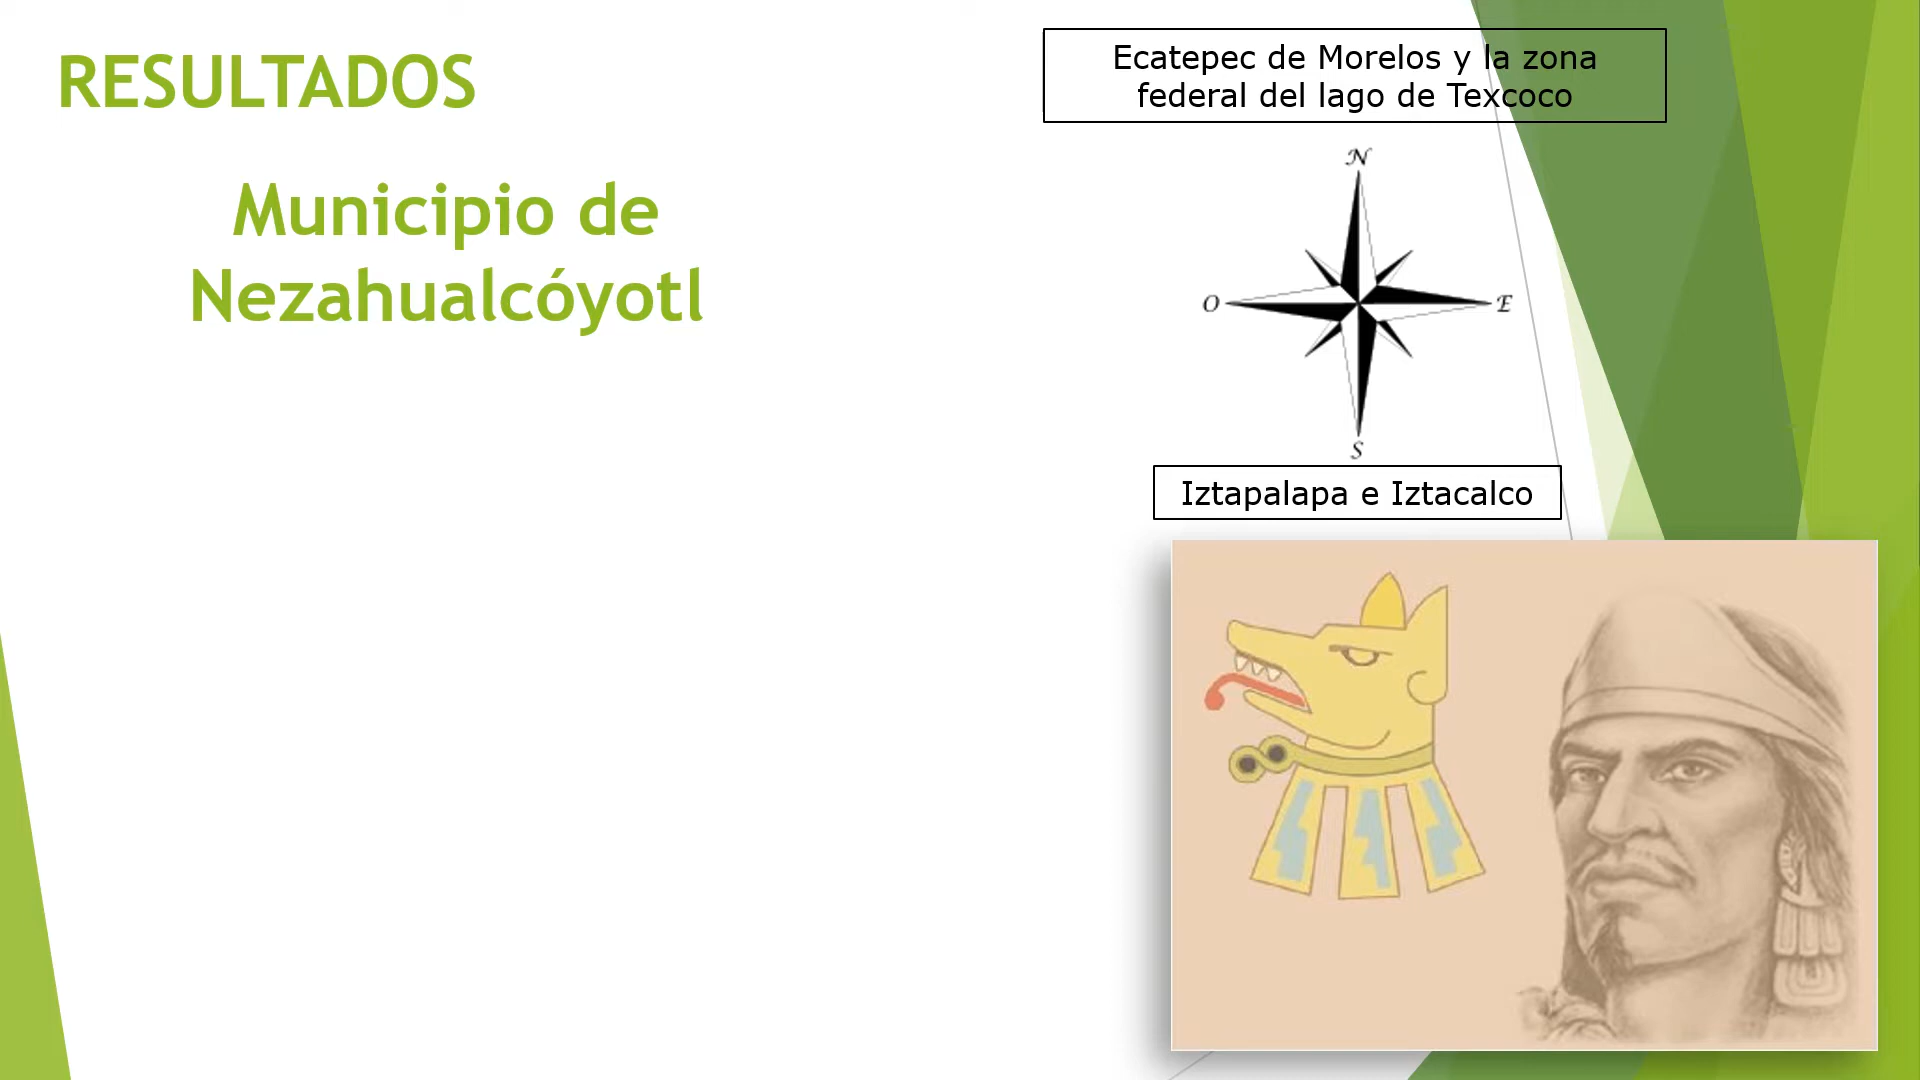 RESULTADOS
Municipio de
Nezahualcóyotl
Ecatepec de Morelos y la zona
federal del lago de Texcoco
N
O
E
S
Iztapalapa e Iztacalco